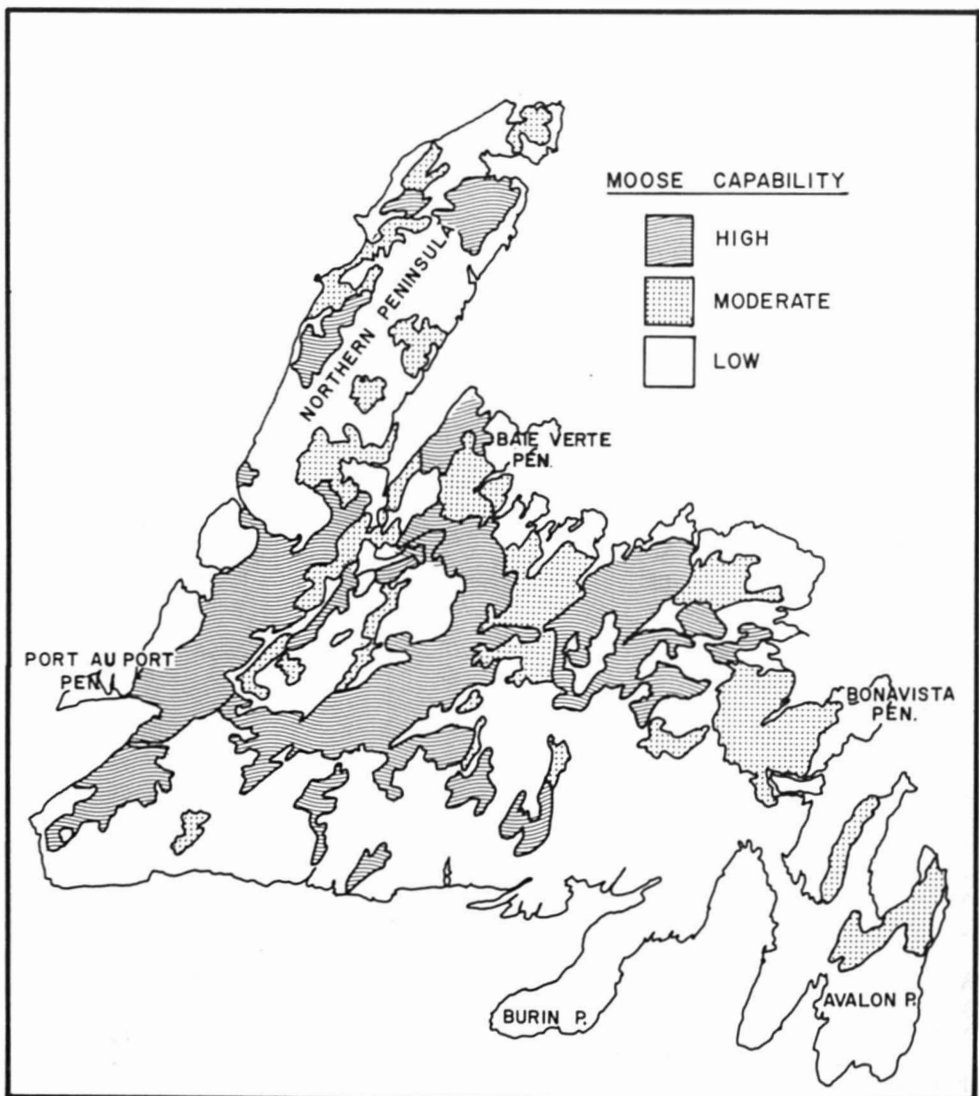 MOOSE CAPABILITY
HIGH
MODERATE
LOW
NORTHERN PENINSULA
BAIE VERTE
PEN.
PORT AU PORT
PEN.
BONAVISTA
PEN.
BURIN P.
AVALON P.